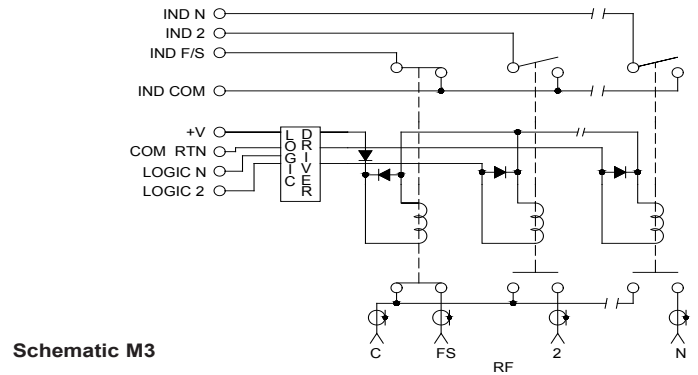 IND N
IND 2
IND F/S
IND COM
+V
COM RTN
LOGIC N
LOGIC 2
LOGIC
DRIVER
C
FS
2
N
RF
Schematic M3